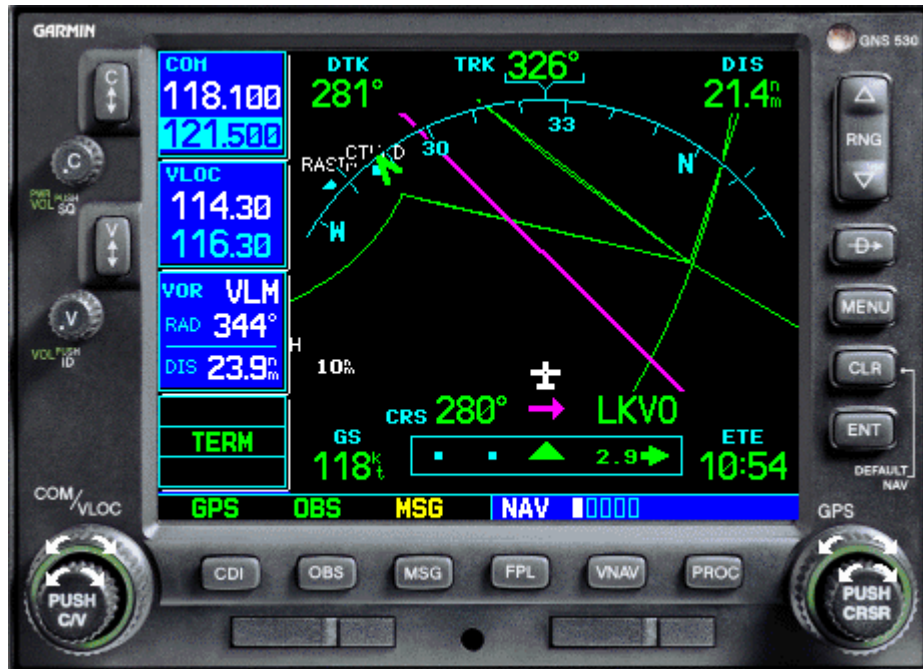 GARMIN
GNS 530
COM
118.100
121.500
VLOC
114.30
116.30
VOR VLM
RAD 344°
DIS 23.9nm
TERM
DTK
281°
TRK 326°
DIS
21.4nm
30
33
N
W
H
10nm
CRS 280° → LKVO
GS
118kt
2.9
ETE
10:54
GPS OBS MSG NAV
C
.C
PWR VOL PUSH SQ
V
.V
VOL PUSH ID
RNG
D
MENU
CLR
ENT
DEFAULT NAV
COM/VLOC
GPS
CDI
OBS
MSG
FPL
VNAV
PROC
PUSH C/V
PUSH CRSR